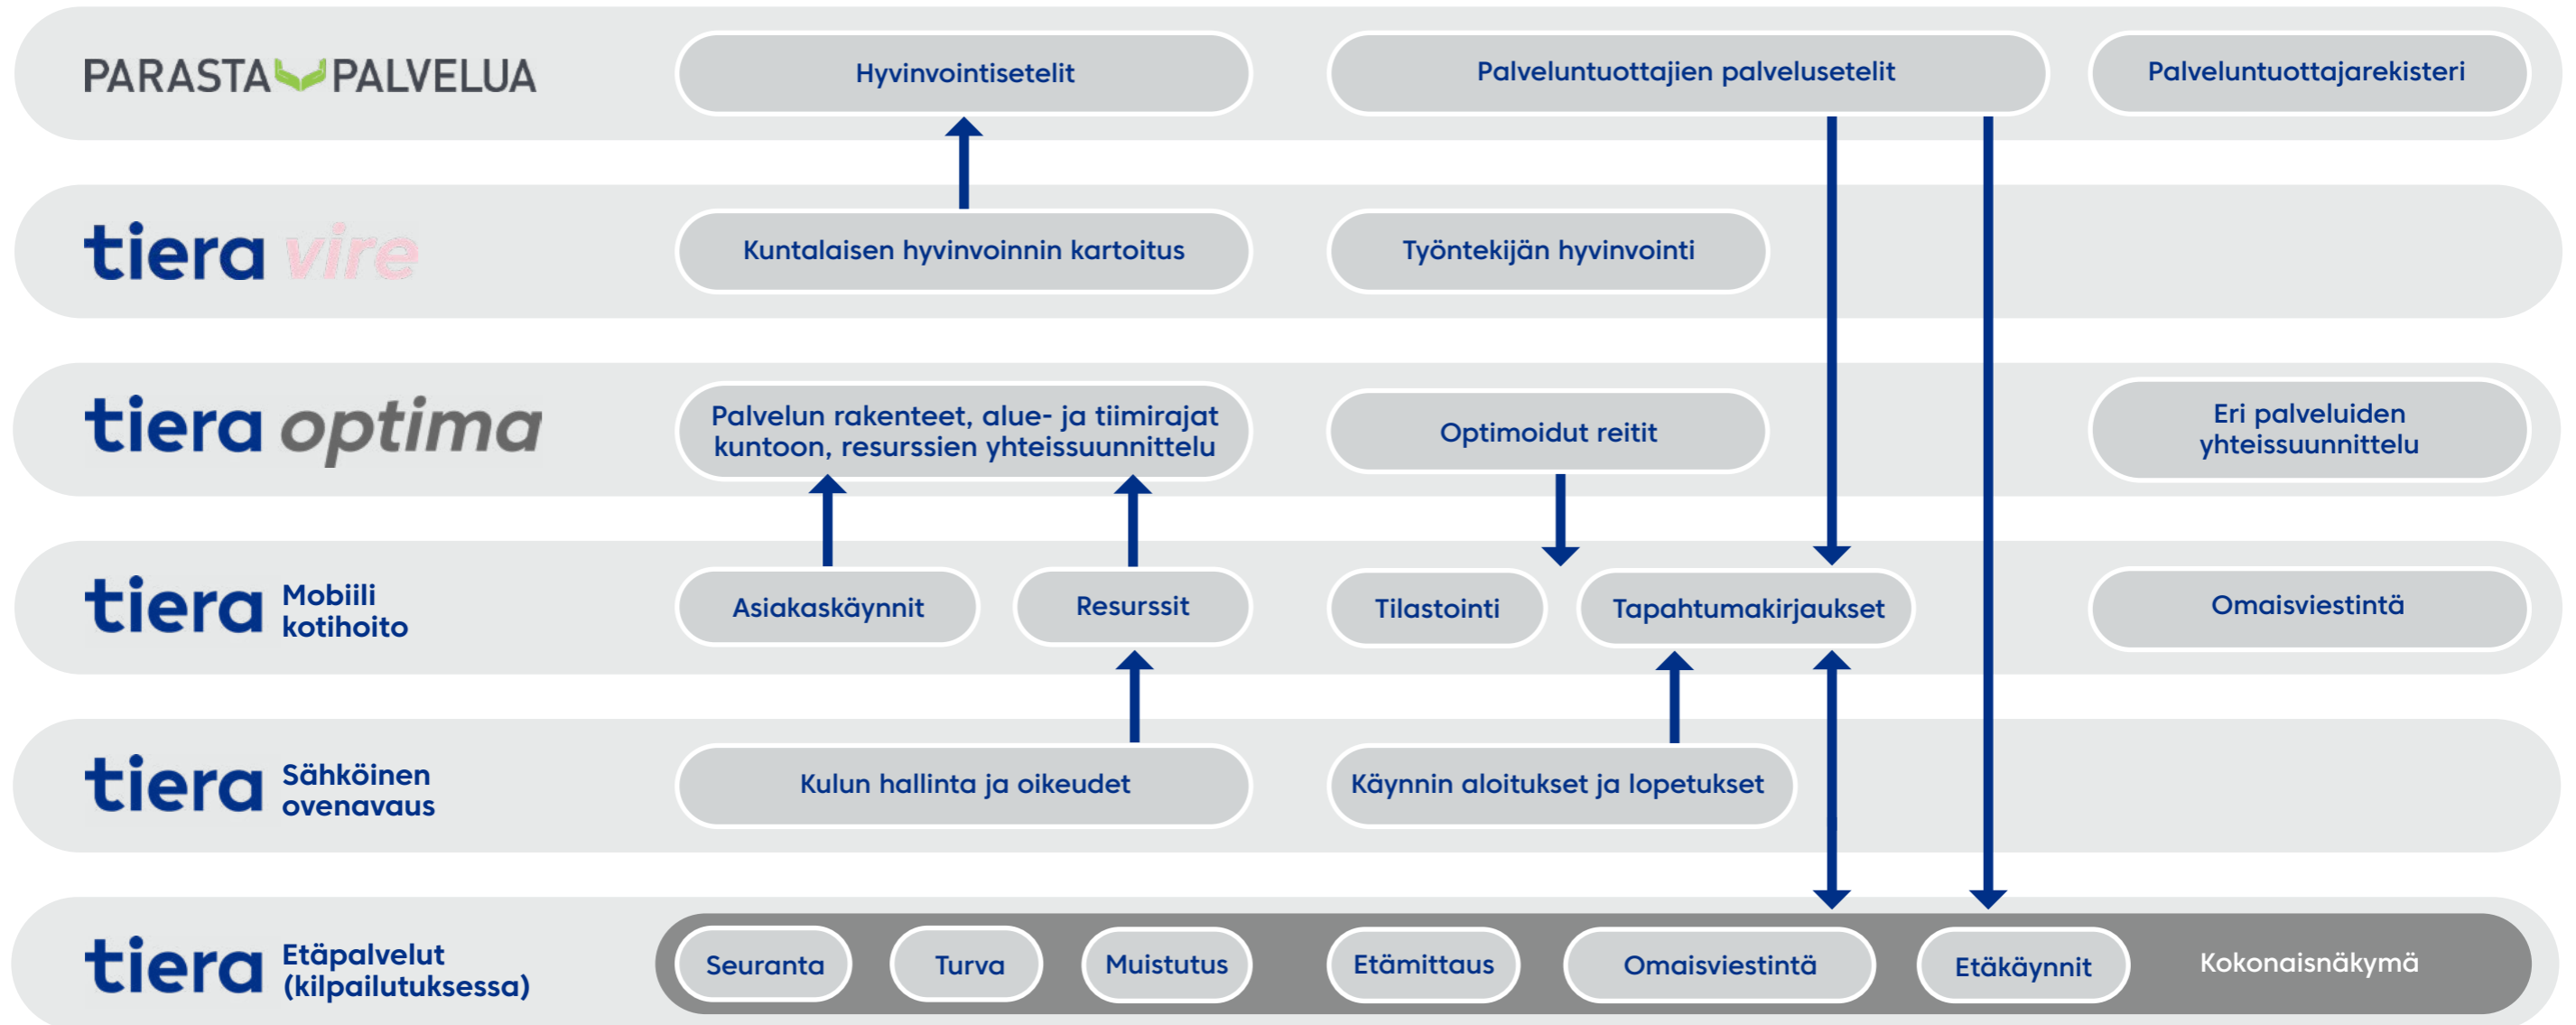 PARASTA PALVELUA
Hyvinvointisetelit
Palveluntuottajien palvelusetelit
Palveluntuottajarekisteri
tiera vire
Kuntalaisen hyvinvoinnin kartoitus
Työntekijän hyvinvointi
tiera optima
Palvelun rakenteet, alue- ja tiimirajat
kuntoon, resurssien yhteissuunnittelu
Optimoidut reitit
Eri palveluiden
yhteissuunnittelu
tiera Mobiili
kotihoito
Asiakaskäynnit
Resurssit
Tilastointi
Tapahtumakirjaukset
Omaisviestintä
tiera Sähköinen
ovenavaus
Kulun hallinta ja oikeudet
Käynnin aloitukset ja lopetukset
tiera Etäpalvelut
(kilpailutuksessa)
Seuranta
Turva
Muistutus
Etämittaus
Omaisviestintä
Etäkäynnit
Kokonaisnäkymä